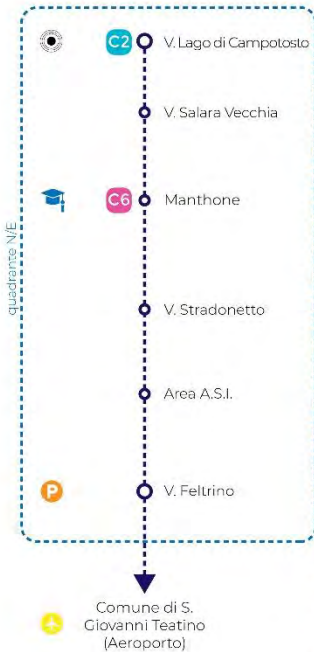 C2 V. Lago di Campotosto
V. Salara Vecchia
C6 Manthone
V. Stradonetto
Area A.S.I.
P V. Feltrino
quadrante N/E
Comune di S.
Giovanni Teatino
(Aeroporto)